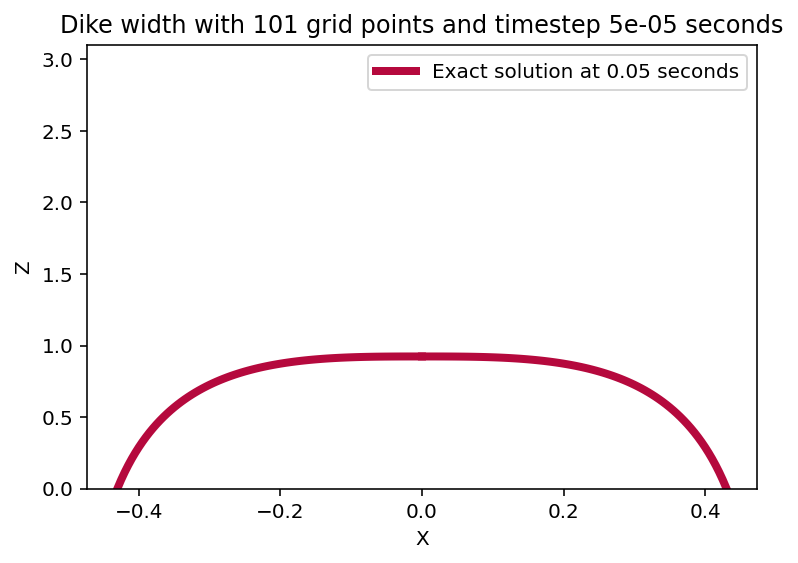 Dike width with 101 grid points and timestep 5e-05 seconds
Exact solution at 0.05 seconds
3.0
2.5
2.0
1.5
1.0
0.5
0.0
Z
−0.4 −0.2 0.0 0.2 0.4
X